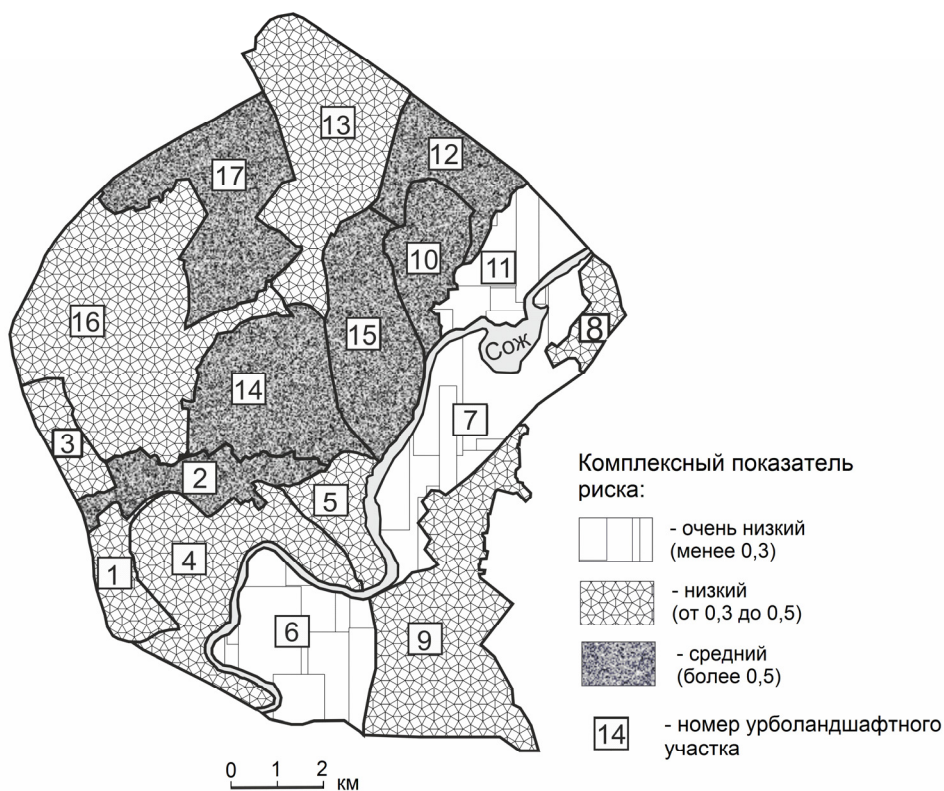 13
12
17
10
11
16
8
15
Сож
14
7
3
2
5
4
1
6
9
Комплексный показатель
риска:
- очень низкий
(менее 0,3)
- низкий
(от 0,3 до 0,5)
- средний
(более 0,5)
14 - номер урболандшафтного
участка
0 1 2
км